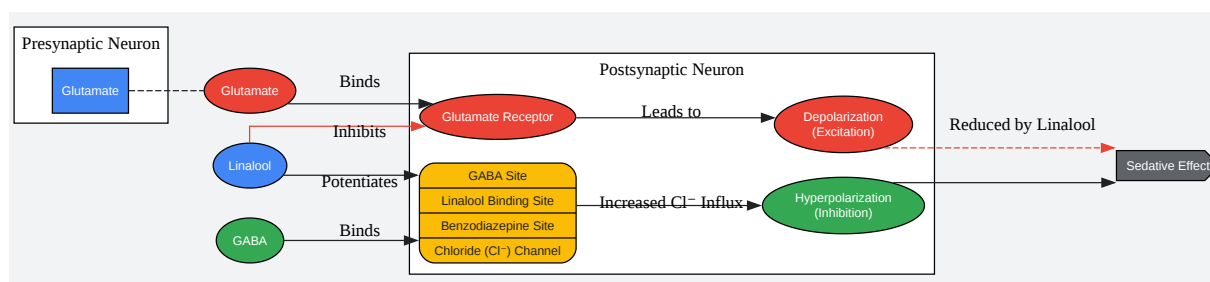 Presynaptic Neuron
Glutamate
Glutamate
Binds
Inhibits
Linalool
Potentiates
GABA
Binds
Postsynaptic Neuron
Glutamate Receptor
Leads to
Depolarization
(Excitation)
GABA Site
Linalool Binding Site
Benzodiazepine Site
Chloride (Cl⁻) Channel
Increased Cl⁻ Influx
Hyperpolarization
(Inhibition)
Reduced by Linalool
Sedative Effect